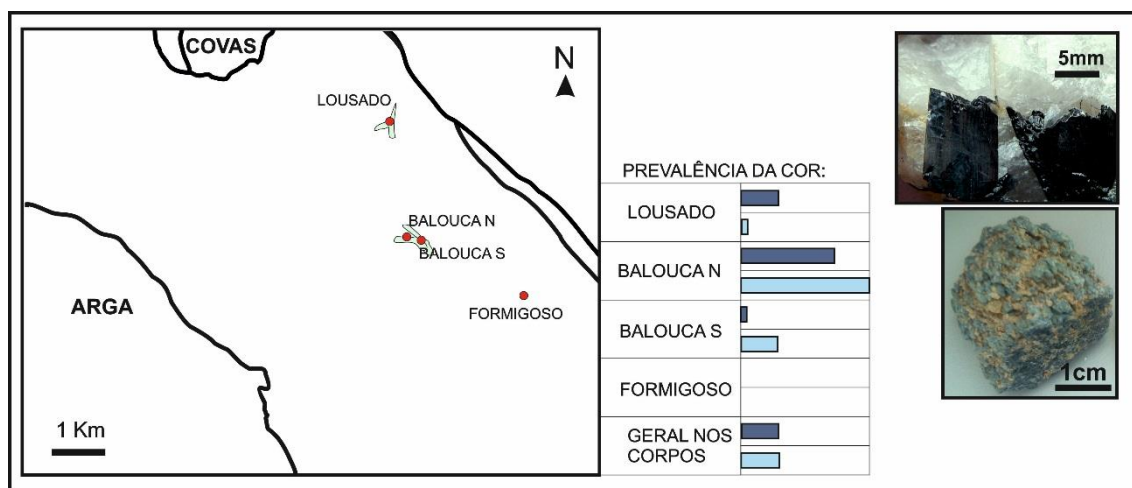 COVAS
N
LOUSADO
BALOUCA N
BALOUCA S
FORMIGOSO
ARGA
1 Km
PREVALÊNCIA DA COR:
LOUSADO
BALOUCA N
BALOUCA S
FORMIGOSO
GERAL NOS
CORPOS
5mm
1cm